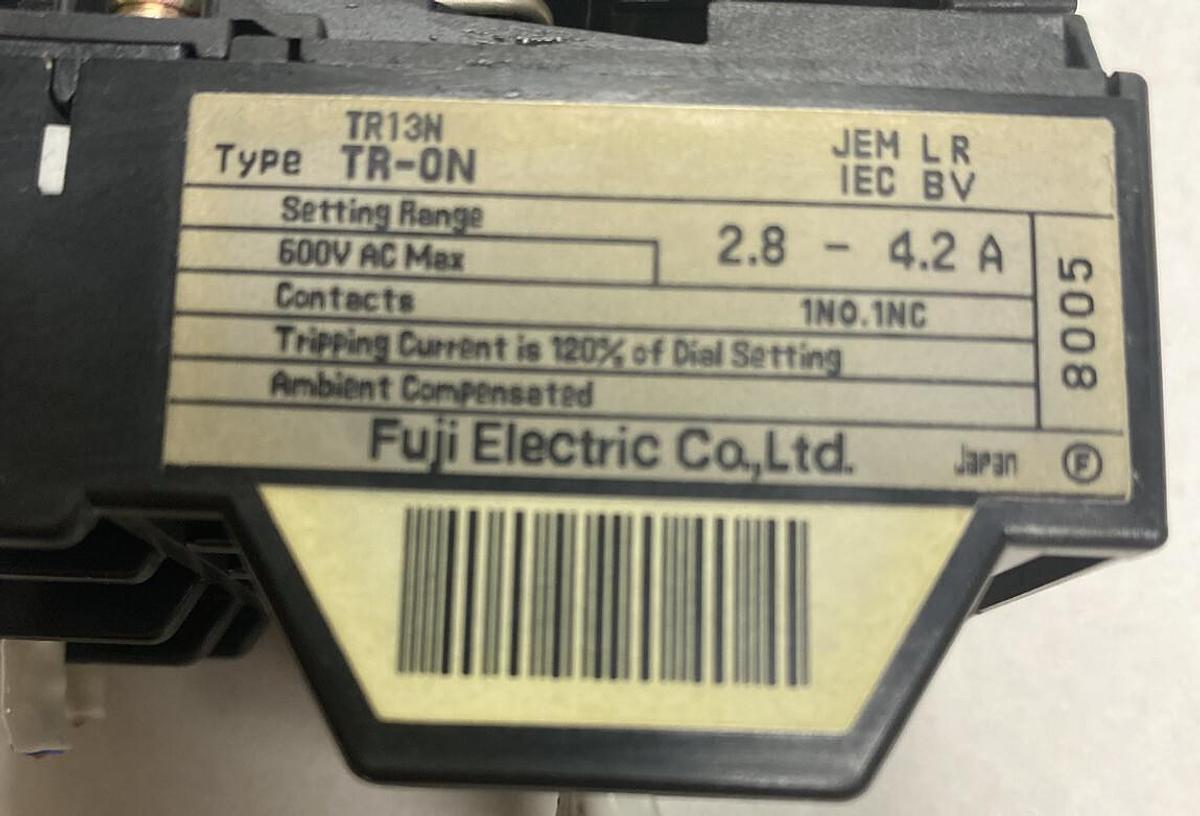 TR13N
Type TR-0N
JEM LR
IEC BV
Setting Range
600V AC Max
2.8 - 4.2 A
Contacts 1NO.1NC
Tripping Current is 120% of Dial Setting
Ambient Compensated
8005
Fuji Electric Co.,Ltd. Japan F